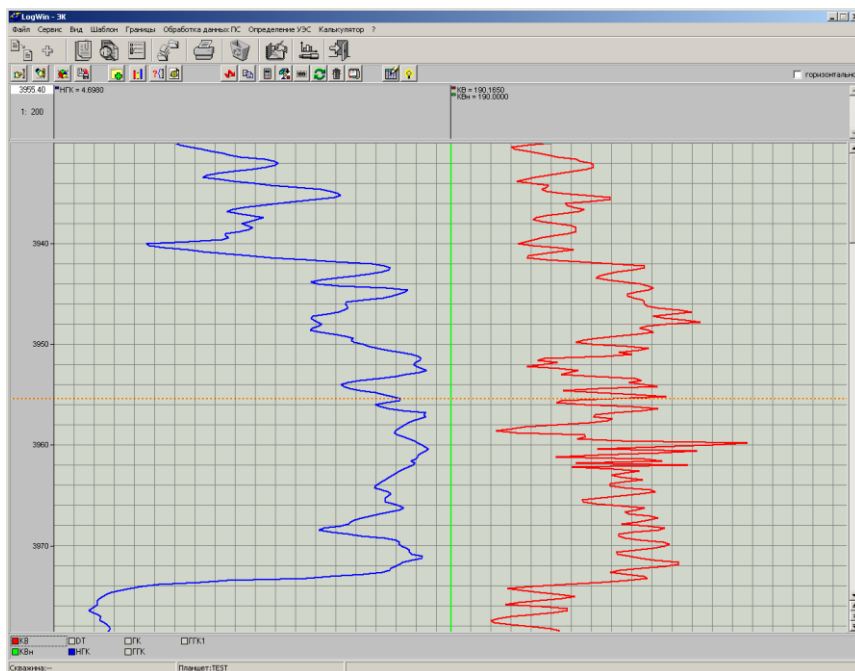 LogWin - ЭК
Файл Сервис Вид Шаблон Границы Обработка данных ПС Определение УЭС Калькулятор ?
горизонтально
3955.40 НГК = 4.6980 КВ = 190.1650
КВн = 190.0000
1: 200
3940
3950
3960
3970
КВ DT ГК ГГК1
КВн НГК ГГК
Скважина:-- Планшет:TEST